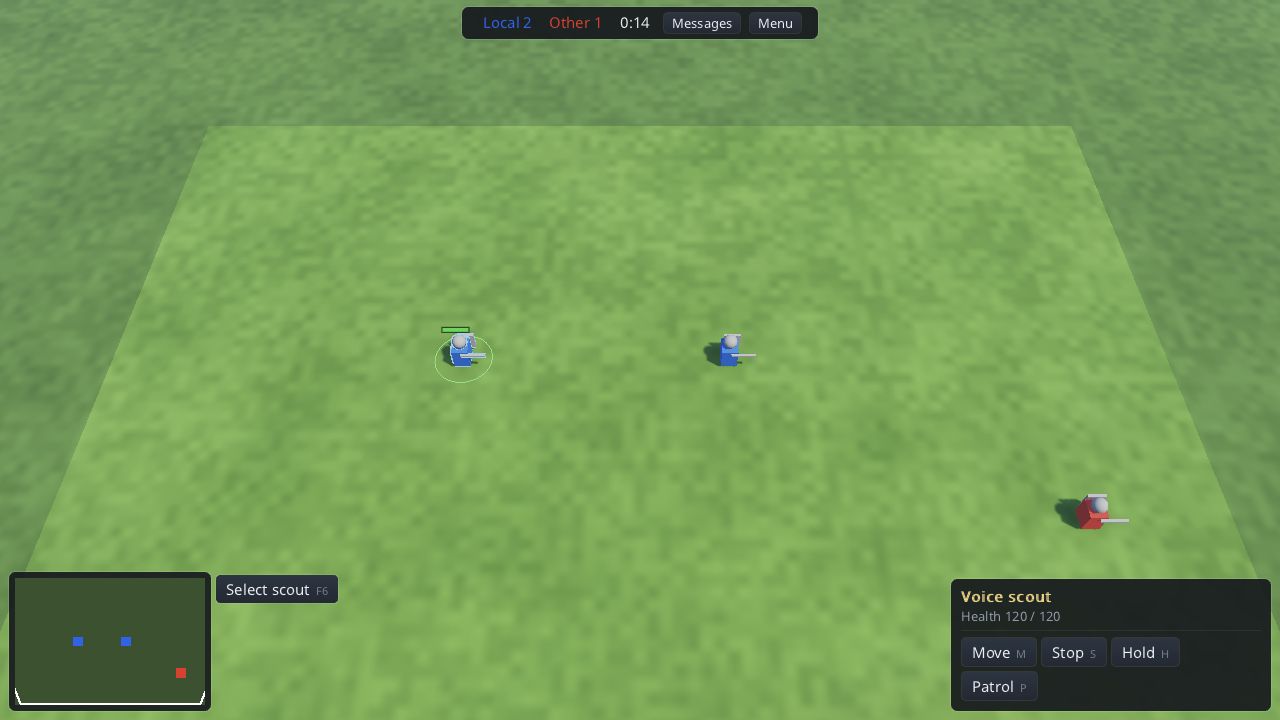 Local 2 Other 1 0:14 Messages Menu
Select scout F6
Voice scout
Health 120 / 120
Move M Stop S Hold H
Patrol P